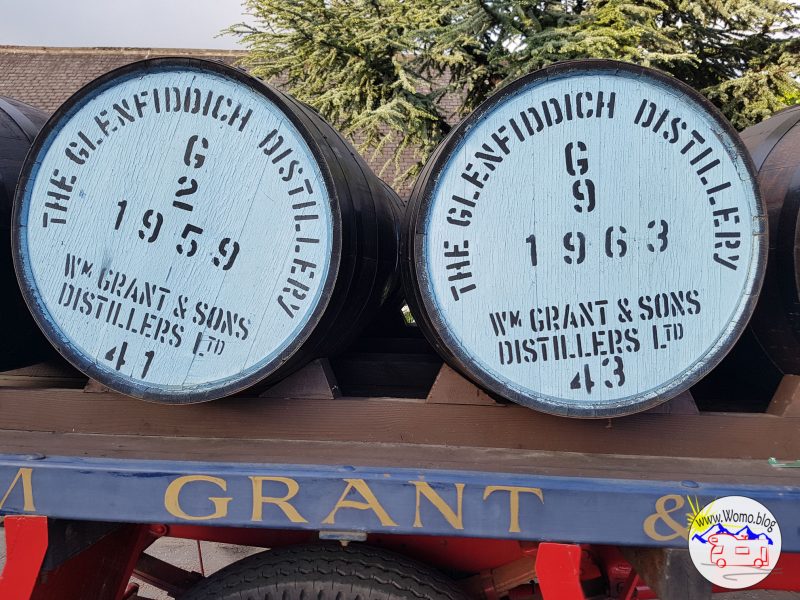 THE GLENFIDDICH DISTILLERY
G
2
1959
WM GRANT & SONS
DISTILLERS LTD
41
THE GLENFIDDICH DISTILLERY
G
9
1963
WM GRANT & SONS
DISTILLERS LTD
43
M G GRANT &
www.Womo.blog